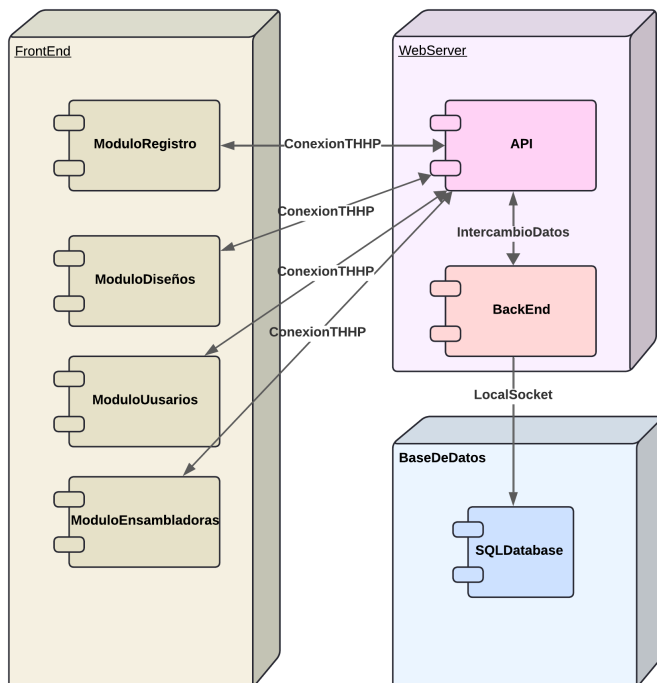 FrontEnd
WebServer
ModuloRegistro
ConexionTHHP
API
ConexionTHHP
IntercambioDatos
ModuloDiseños
ConexionTHHP
BackEnd
ConexionTHHP
ModuloUusarios
LocalSocket
BaseDeDatos
ModuloEnsambladoras
SQLDatabase